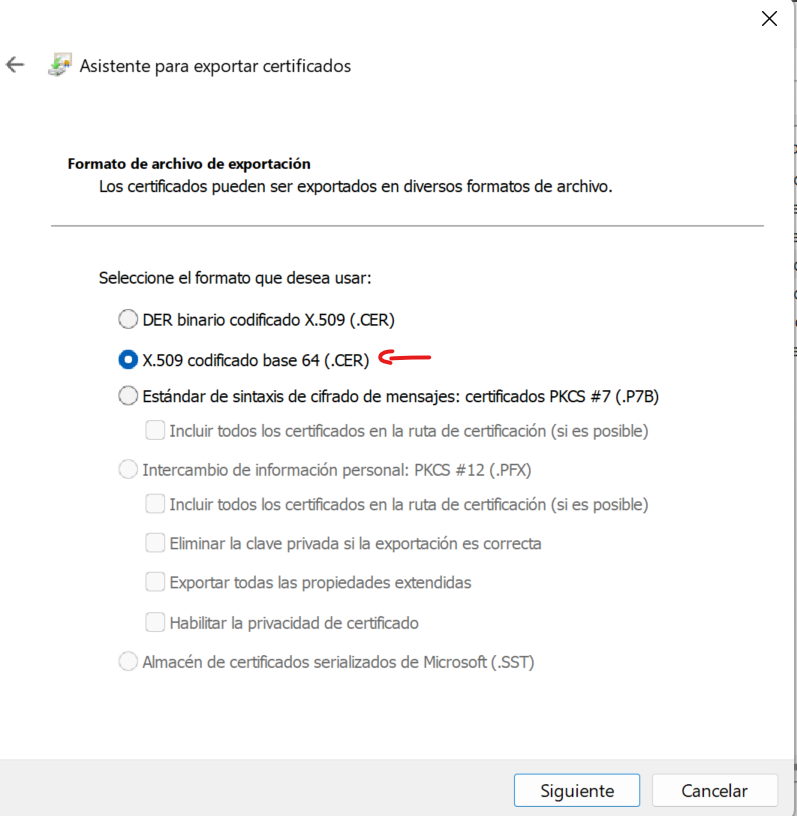 Asistente para exportar certificados
Formato de archivo de exportación
Los certificados pueden ser exportados en diversos formatos de archivo.
Seleccione el formato que desea usar:
DER binario codificado X.509 (.CER)
X.509 codificado base 64 (.CER)
Estándar de sintaxis de cifrado de mensajes: certificados PKCS #7 (.P7B)
Incluir todos los certificados en la ruta de certificación (si es posible)
Intercambio de información personal: PKCS #12 (.PFX)
Incluir todos los certificados en la ruta de certificación (si es posible)
Eliminar la clave privada si la exportación es correcta
Exportar todas las propiedades extendidas
Habilitar la privacidad de certificado
Almacén de certificados serializados de Microsoft (.SST)
Siguiente
Cancelar